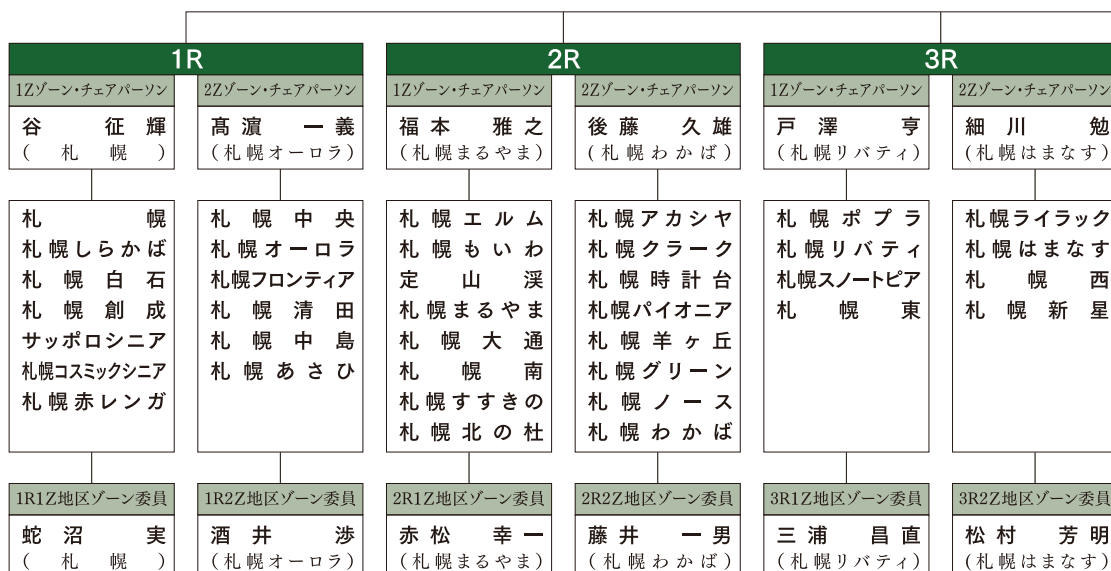 1R
1Zゾーン・チェアパーソン
谷 征輝
(札幌)
札幌
札幌しらかば
札幌白石
札幌創成
サッポロシニア
札幌コスミックシニア
札幌赤レンガ
1R1Z地区ゾーン委員
蛇沼 実
(札幌)
2Zゾーン・チェアパーソン
髙濵 一義
(札幌オーロラ)
札幌中央
札幌オーロラ
札幌フロンティア
札幌清田
札幌中島
札幌あさひ
1R2Z地区ゾーン委員
酒井 渉
(札幌オーロラ)
2R
1Zゾーン・チェアパーソン
福本 雅之
(札幌まるやま)
札幌エルム
札幌もいわ
定山渓
札幌まるやま
札幌大通
札幌南
札幌すすきの
札幌北の杜
2R1Z地区ゾーン委員
赤松 幸一
(札幌まるやま)
2Zゾーン・チェアパーソン
後藤 久雄
(札幌わかば)
札幌アカシヤ
札幌クラーク
札幌時計台
札幌パイオニア
札幌羊ヶ丘
札幌グリーン
札幌ノース
札幌わかば
2R2Z地区ゾーン委員
藤井 一男
(札幌わかば)
3R
1Zゾーン・チェアパーソン
戸澤 亨
(札幌リバティ)
札幌ポプラ
札幌リバティ
札幌スノートピア
札幌東
3R1Z地区ゾーン委員
三浦 昌直
(札幌リバティ)
2Zゾーン・チェアパーソン
細川 勉
(札幌はまなす)
札幌ライラック
札幌はまなす
札幌西
札幌新星
3R2Z地区ゾーン委員
松村 芳明
(札幌はまなす)